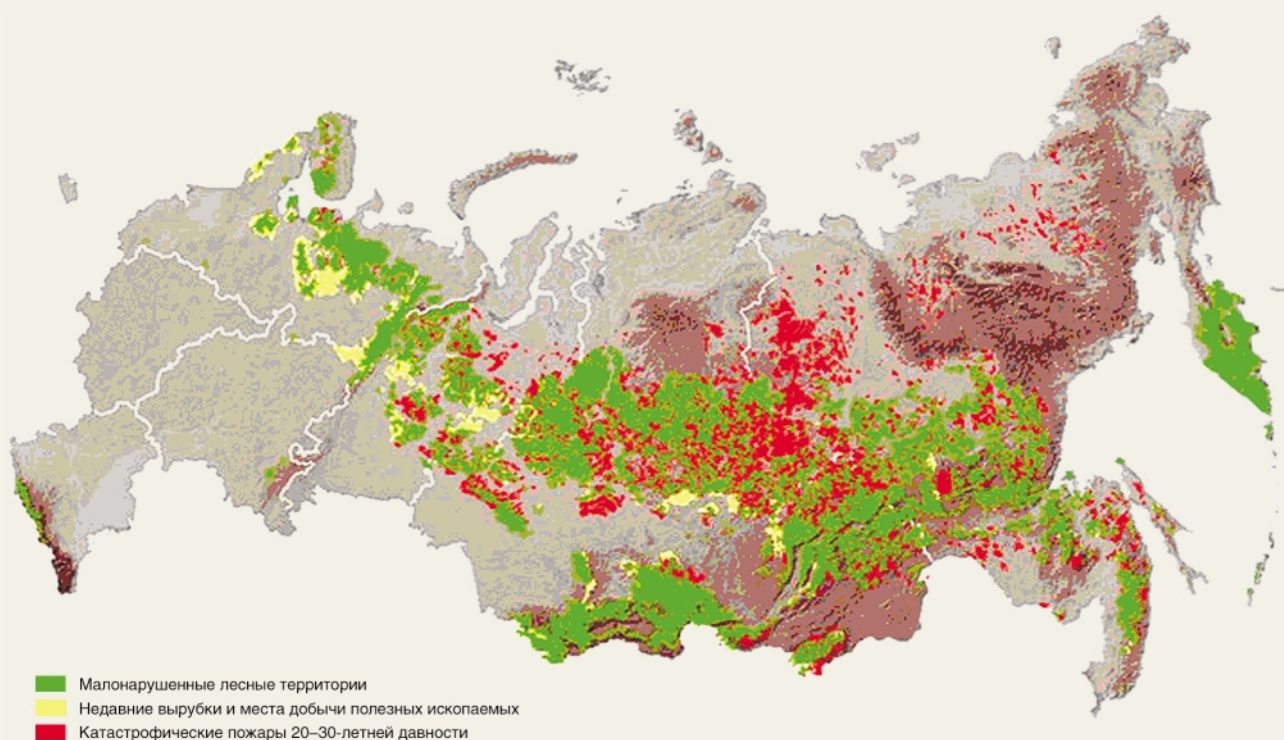 Малонарушенные лесные территории
Недавние вырубки и места добычи полезных ископаемых
Катастрофические пожары 20–30-летней давности